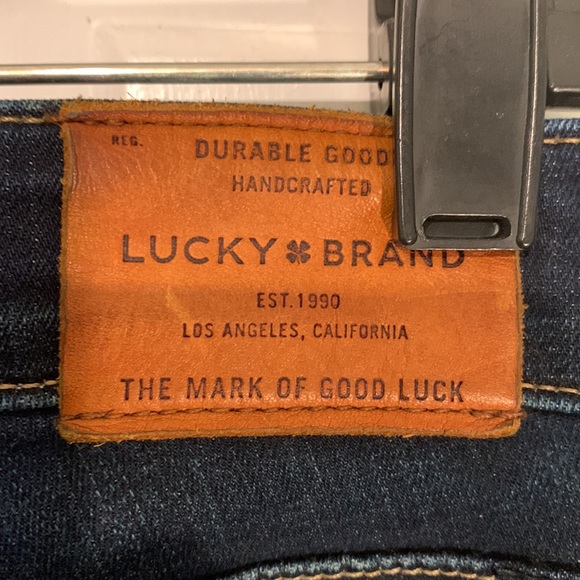 REG.
DURABLE GOOD
HANDCRAFTED
LUCKY BRAND
EST. 1990
LOS ANGELES, CALIFORNIA
THE MARK OF GOOD LUCK